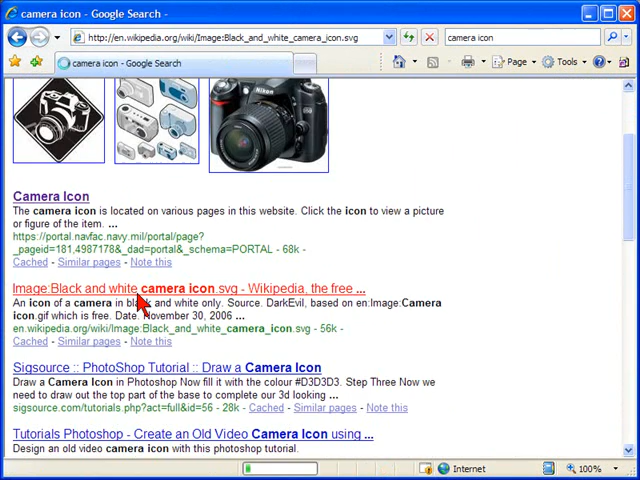 camera icon - Google Search -
http://en.wikipedia.org/wiki/Image:Black_and_white_camera_icon.svg
camera icon
camera icon - Google Search
Page
Tools
Nikon
Camera Icon
The camera icon is located on various pages in this website. Click the icon to view a picture
or figure of the item. ...
https://portal.navfac.navy.mil/portal/page?
_pageid=181,4987178&_dad=portal&_schema=PORTAL - 68k -
Cached - Similar pages - Note this
Image:Black and white camera icon.svg - Wikipedia, the free ...
An icon of a camera in black and white only. Source. DarkEvil, based on en:Image:Camera
icon.gif which is free. Date. November 30, 2006 ...
en.wikipedia.org/wiki/Image:Black_and_white_camera_icon.svg - 56k -
Cached - Similar pages - Note this
Sigsource :: PhotoShop Tutorial :: Draw a Camera Icon
Draw a Camera Icon in Photoshop Now fill it with the colour #D3D3D3. Step Three Now we
need to draw out the top part of the base to complete our 3d looking ...
sigsource.com/tutorials.php?act=full&id=56 - 28k - Cached - Similar pages - Note this
Tutorials Photoshop - Create an Old Video Camera Icon using ...
Design an old video camera icon with this photoshop tutorial.
Internet
100%